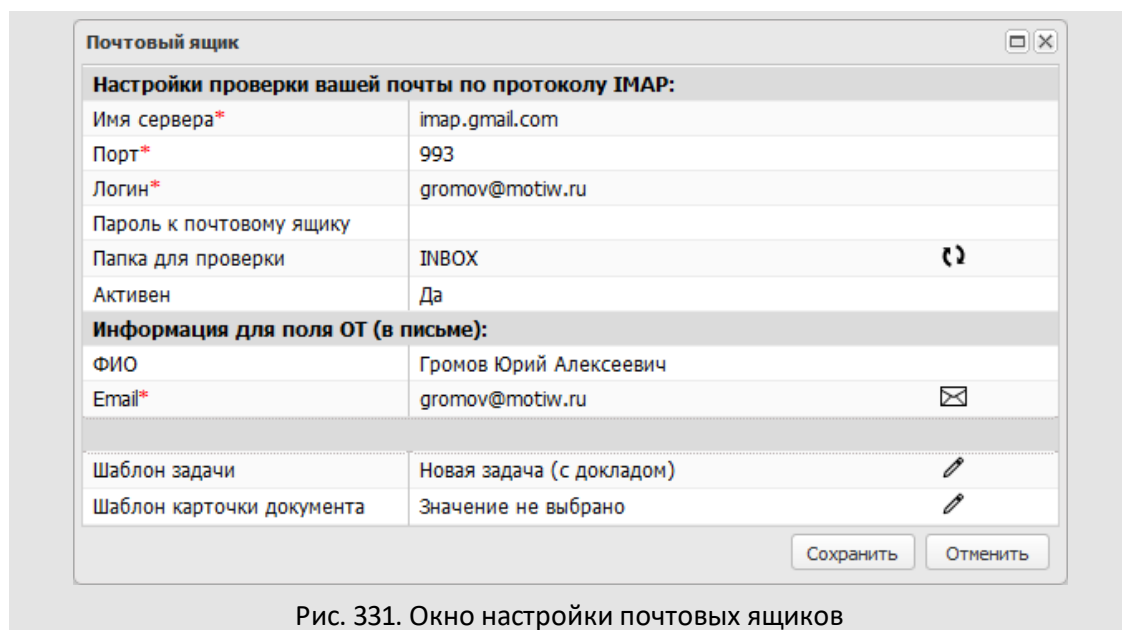 Почтовый ящик
Настройки проверки вашей почты по протоколу IMAP:
Имя сервера* imap.gmail.com
Порт* 993
Логин* gromov@motiw.ru
Пароль к почтовому ящику
Папка для проверки INBOX
Активен Да
Информация для поля ОТ (в письме):
ФИО Громов Юрий Алексеевич
Email* gromov@motiw.ru
Шаблон задачи Новая задача (с докладом)
Шаблон карточки документа Значение не выбрано
Сохранить Отменить
Рис. 331. Окно настройки почтовых ящиков